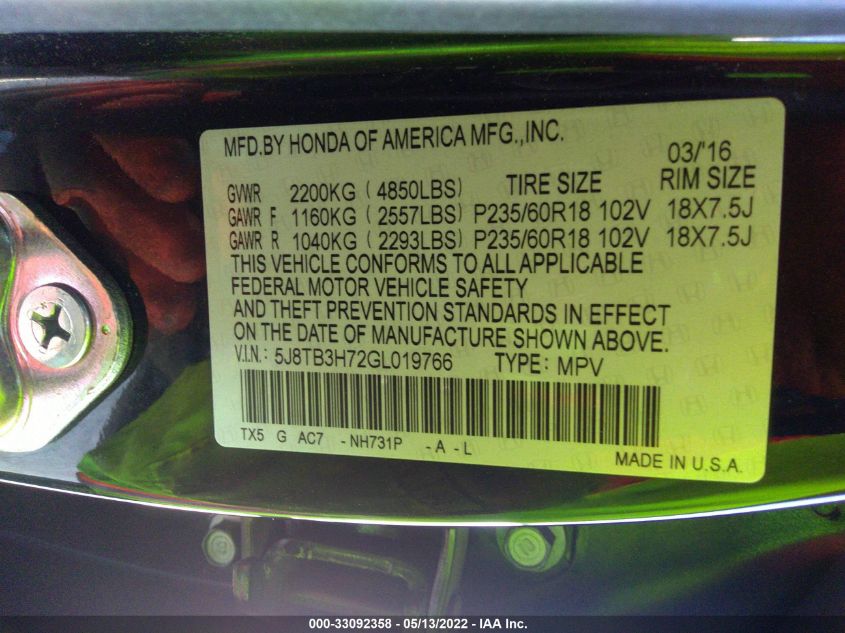 MFD.BY HONDA OF AMERICA MFG.,INC. 03/'16
GVWR 2200KG ( 4850LBS) TIRE SIZE RIM SIZE
GAWR F 1160KG ( 2557LBS) P235/60R18 102V 18X7.5J
GAWR R 1040KG ( 2293LBS) P235/60R18 102V 18X7.5J
THIS VEHICLE CONFORMS TO ALL APPLICABLE
FEDERAL MOTOR VEHICLE SAFETY
AND THEFT PREVENTION STANDARDS IN EFFECT
ON THE DATE OF MANUFACTURE SHOWN ABOVE.
V.I.N.: 5J8TB3H72GL019766 TYPE: MPV
TX5 G AC7 -NH731P -A-L
MADE IN U.S.A.
000-33092358 - 05/13/2022 - IAA Inc.